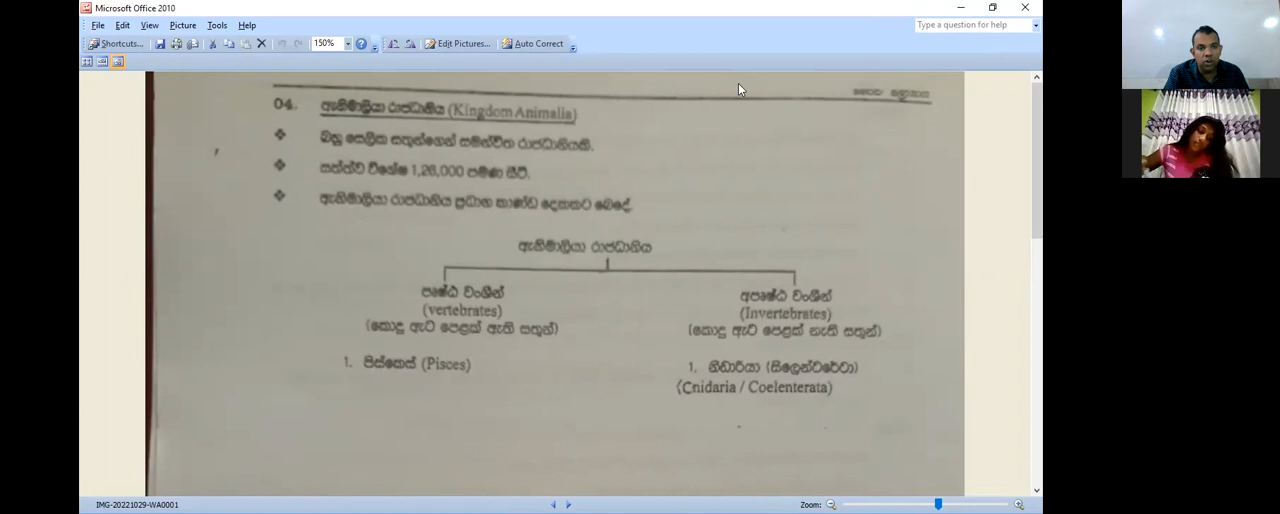 Microsoft Office 2010
File Edit View Picture Tools Help
Type a question for help
Shortcuts... 150% Edit Pictures... Auto Correct
04. ඇනිමාලියා රාජධානිය (Kingdom Animalia)
❖ බහු සෛලික සතුන්ගෙන් සමන්විත රාජධානියකි.
❖ සත්ත්ව විශේෂ 1,26,000 පමණ සිටී.
❖ ඇනිමාලියා රාජධානිය ප්‍රධාන කාණ්ඩ දෙකකට බෙදේ.
ඇනිමාලියා රාජධානිය
පෘෂ්ඨ වංශීන් අපෘෂ්ඨ වංශීන්
(vertebrates) (Invertebrates)
(කොඳු ඇට පෙළක් ඇති සතුන්) (කොඳු ඇට පෙළක් නැති සතුන්)
1. පිස්කෙස් (Pisces) 1. නිඩාරියා (සිලෙන්ටරේටා)
(Cnidaria / Coelenterata)
IMG-20221029-WA0001 Zoom: